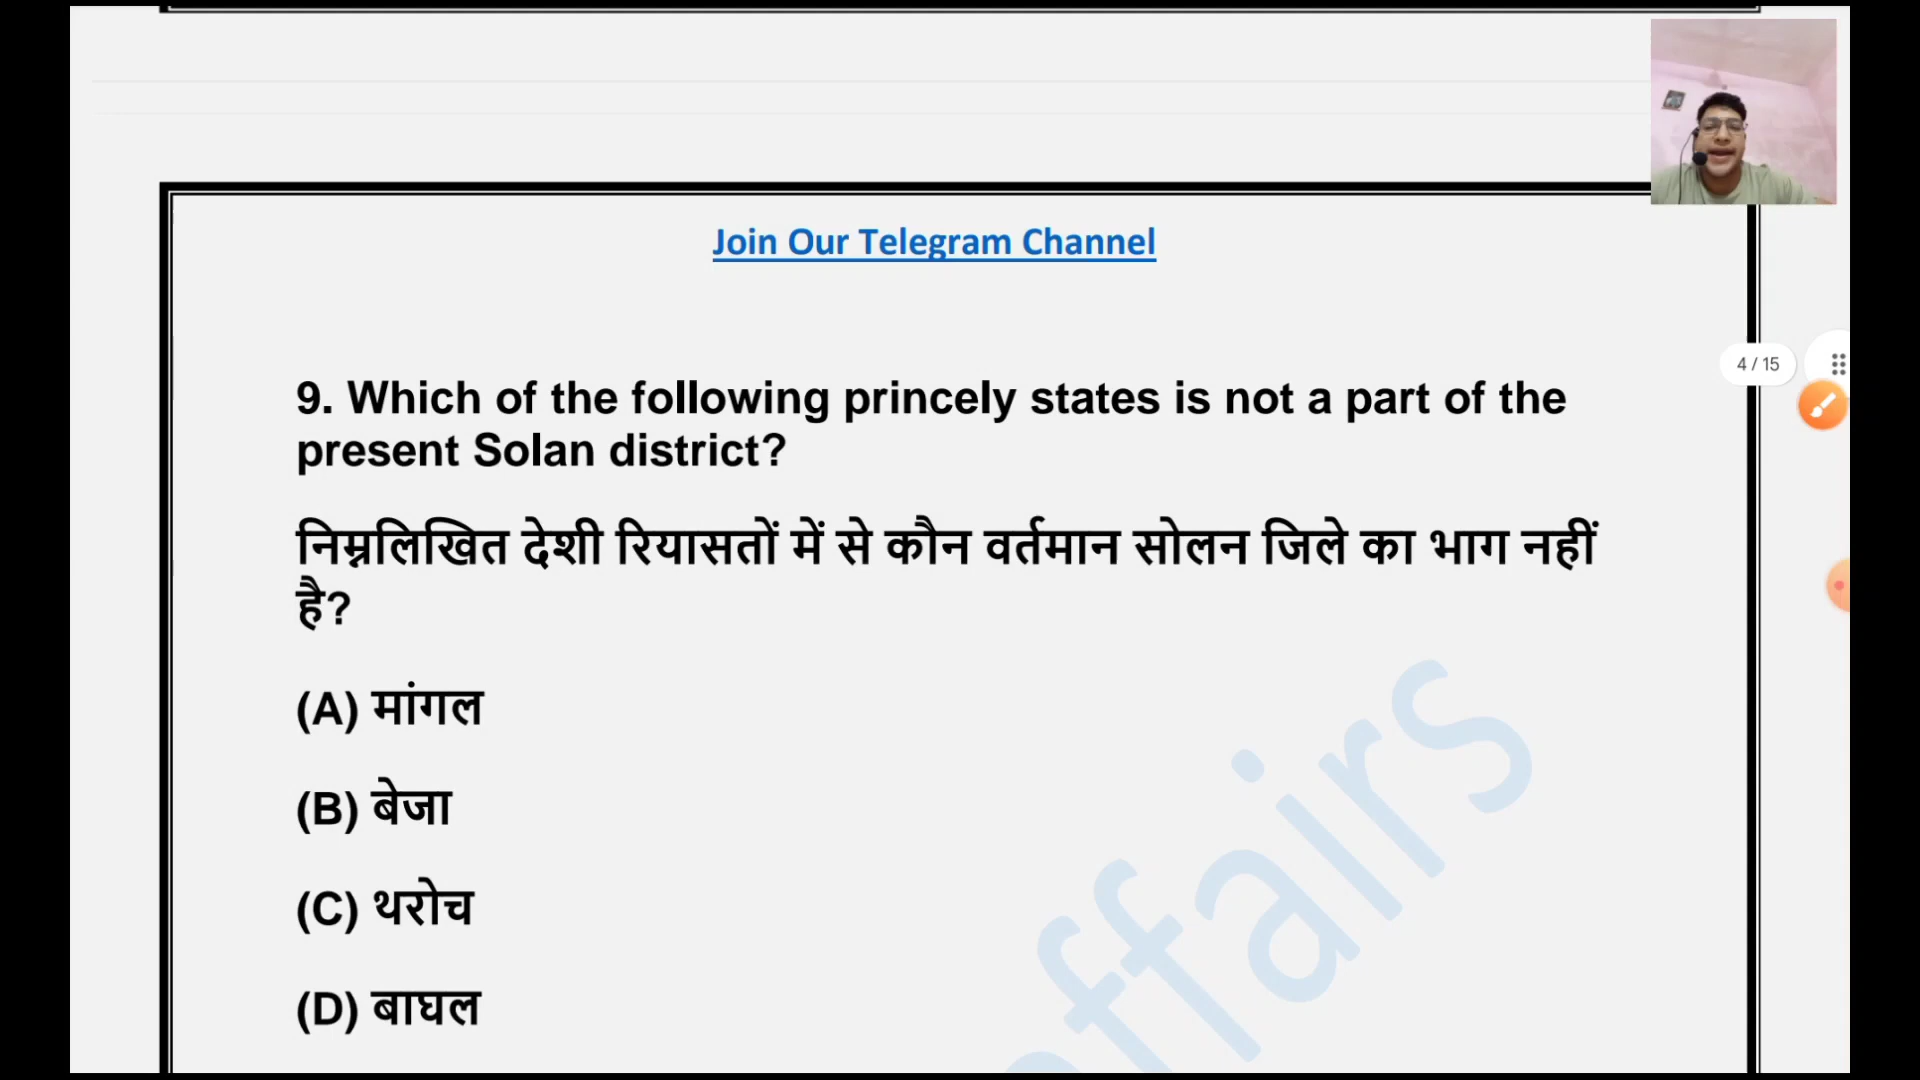 Join Our Telegram Channel
4 / 15
9. Which of the following princely states is not a part of the
present Solan district?
निम्नलिखित देशी रियासतों में से कौन वर्तमान सोलन जिले का भाग नहीं
है?
(A) मांगल
(B) बेजा
(C) थरोच
(D) बाघल
ffairs